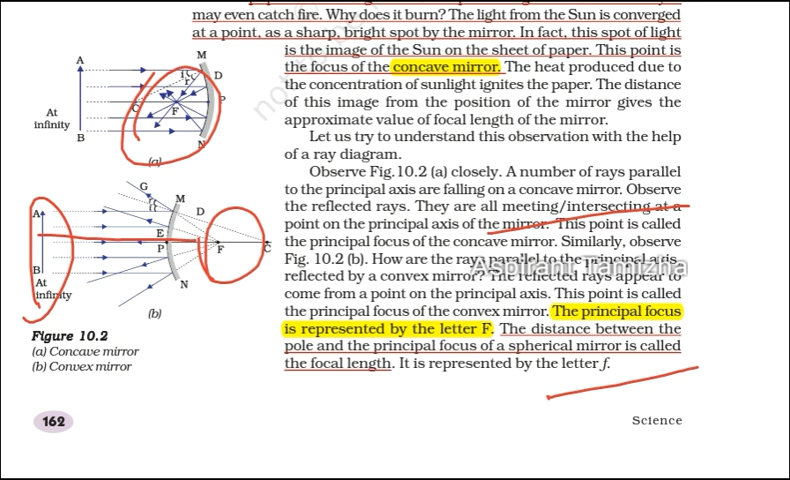 may even catch fire. Why does it burn? The light from the Sun is converged
at a point, as a sharp, bright spot by the mirror. In fact, this spot of light
is the image of the Sun on the sheet of paper. This point is
the focus of the concave mirror. The heat produced due to
the concentration of sunlight ignites the paper. The distance
of this image from the position of the mirror gives the
approximate value of focal length of the mirror.
Let us try to understand this observation with the help
of a ray diagram.
Observe Fig.10.2 (a) closely. A number of rays parallel
to the principal axis are falling on a concave mirror. Observe
the reflected rays. They are all meeting/intersecting at a
point on the principal axis of the mirror. This point is called
the principal focus of the concave mirror. Similarly, observe
Fig. 10.2 (b). How are the rays parallel to the principal axis,
reflected by a convex mirror? The reflected rays appear to
come from a point on the principal axis. This point is called
the principal focus of the convex mirror. The principal focus
is represented by the letter F. The distance between the
pole and the principal focus of a spherical mirror is called
the focal length. It is represented by the letter f.
Aspirant Tamizha
M
A
D
i
r
C
P
F
At
infinity
B
N
(a)
G
M
A
D
E
P
F
C
B
At
infinity
N
(b)
Figure 10.2
(a) Concave mirror
(b) Convex mirror
162
Science